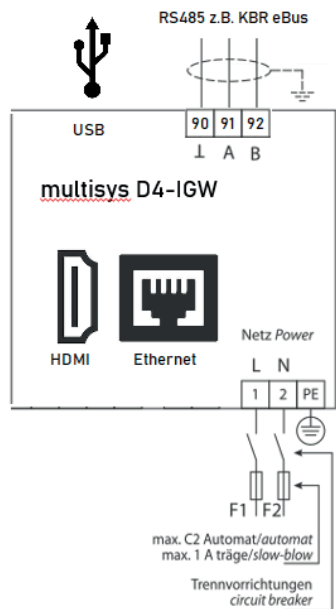 RS485 z.B. KBR eBus
USB
90 91 92
⊥ A B
multisys D4-IGW
HDMI
Ethernet
Netz Power
L N
1 2 PE
F1 F2
max. C2 Automat/automat
max. 1 A träge/slow-blow
Trennvorrichtungen
circuit breaker